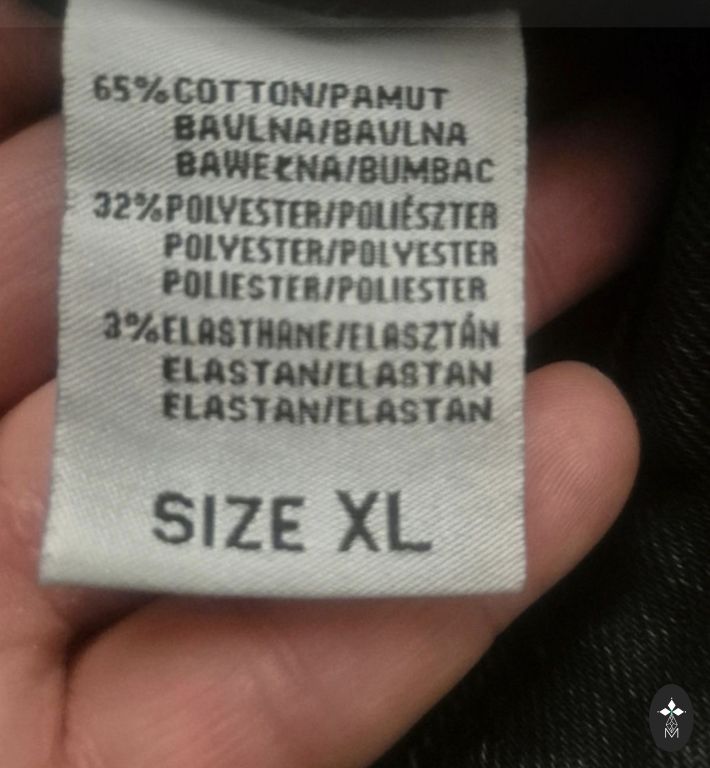 65%COTTON/PAMUT
BAVLNA/BAVLNA
BAWEŁNA/BUMBAC
32%POLYESTER/POLIÉSZTER
POLYESTER/POLYESTER
POLIESTER/POLIESTER
3%ELASTHANE/ELASZTÁN
ELASTAN/ELASTAN
ELASTAN/ELASTAN
SIZE XL
M